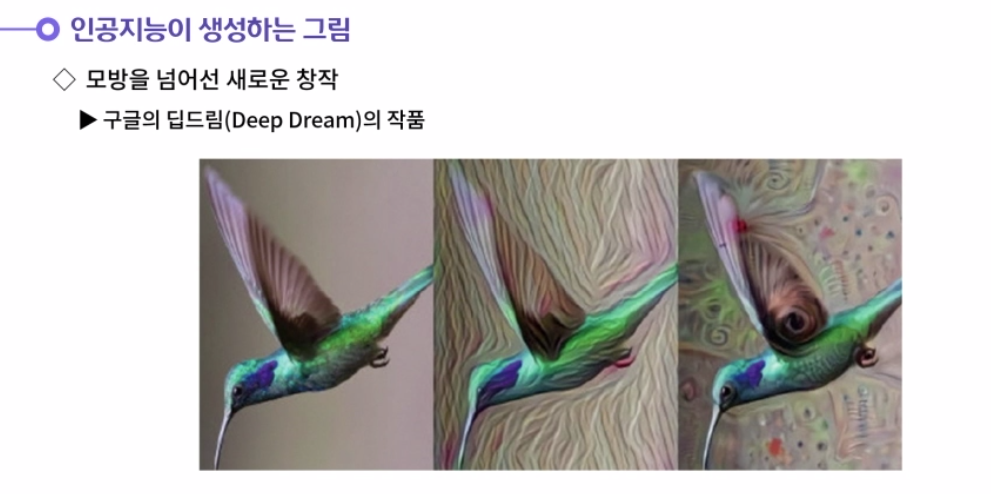 인공지능이 생성하는 그림
◇ 모방을 넘어선 새로운 창작
▶ 구글의 딥드림(Deep Dream)의 작품